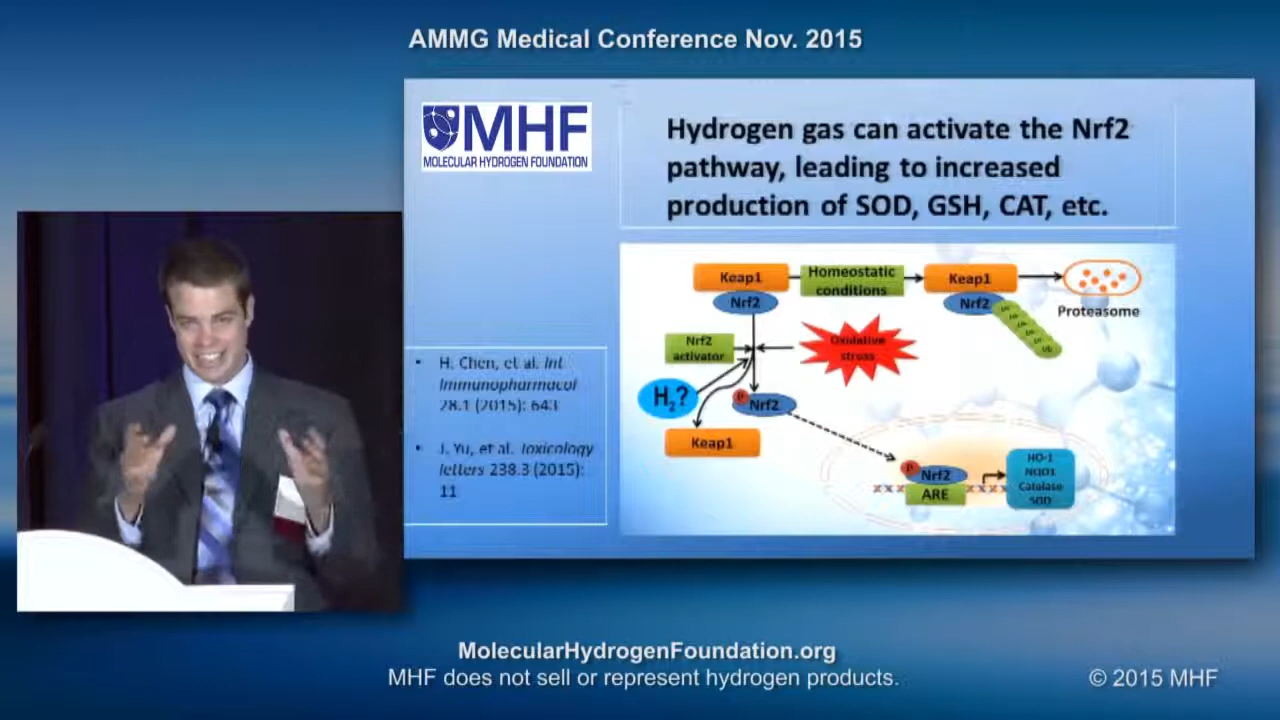 AMMG Medical Conference Nov. 2015
MHF
MOLECULAR HYDROGEN FOUNDATION
Hydrogen gas can activate the Nrf2
pathway, leading to increased
production of SOD, GSH, CAT, etc.
• H. Chen, et al. Int
Immunopharmacol
28.1 (2015): 643
• J. Yu, et al. Toxicology
letters 238.3 (2015):
11
Keap1
Nrf2
Homeostatic
conditions
Keap1
Nrf2
Proteasome
Nrf2
activator
Oxidative
stress
H₂?
P
Nrf2
Keap1
P
Nrf2
ARE
HO-1
NQO1
Catalase
SOD
MolecularHydrogenFoundation.org
MHF does not sell or represent hydrogen products.
© 2015 MHF